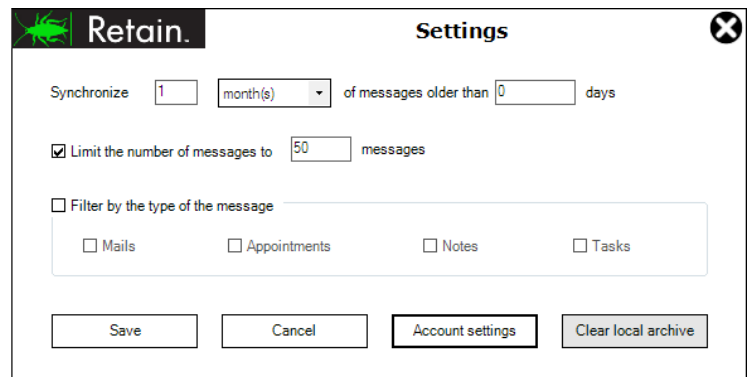 Retain. Settings
Synchronize 1 month(s) of messages older than 0 days
Limit the number of messages to 50 messages
Filter by the type of the message
Mails Appointments Notes Tasks
Save Cancel Account settings Clear local archive